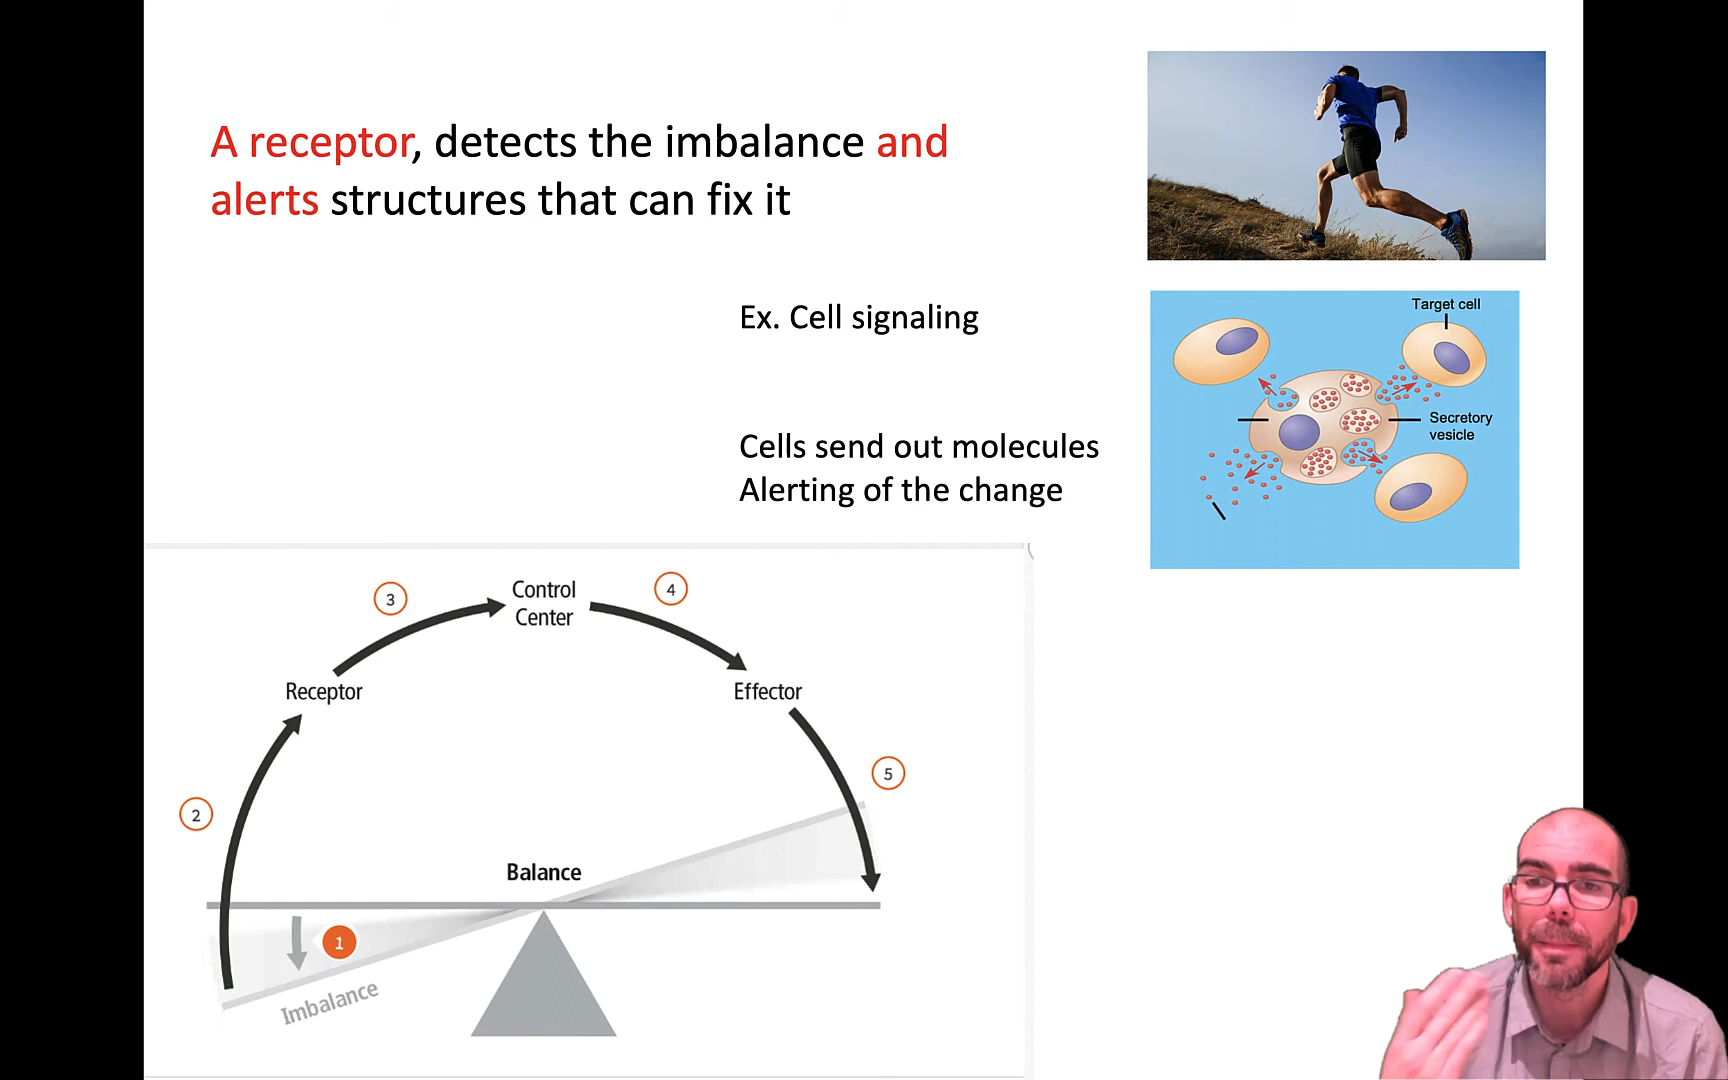 A receptor, detects the imbalance and
alerts structures that can fix it
Ex. Cell signaling
Cells send out molecules
Alerting of the change
Target cell
Secretory
vesicle
Control
Center
3
4
Receptor
Effector
2
5
Balance
1
Imbalance